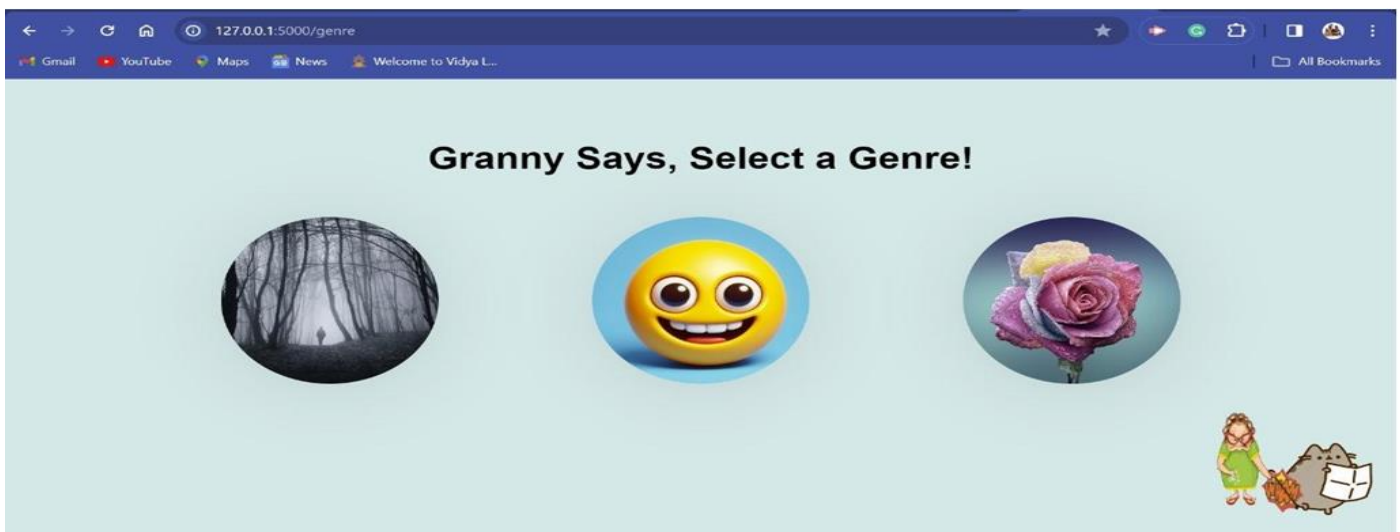 127.0.0.1:5000/genre
Gmail YouTube Maps News Welcome to Vidya L... All Bookmarks
Granny Says, Select a Genre!